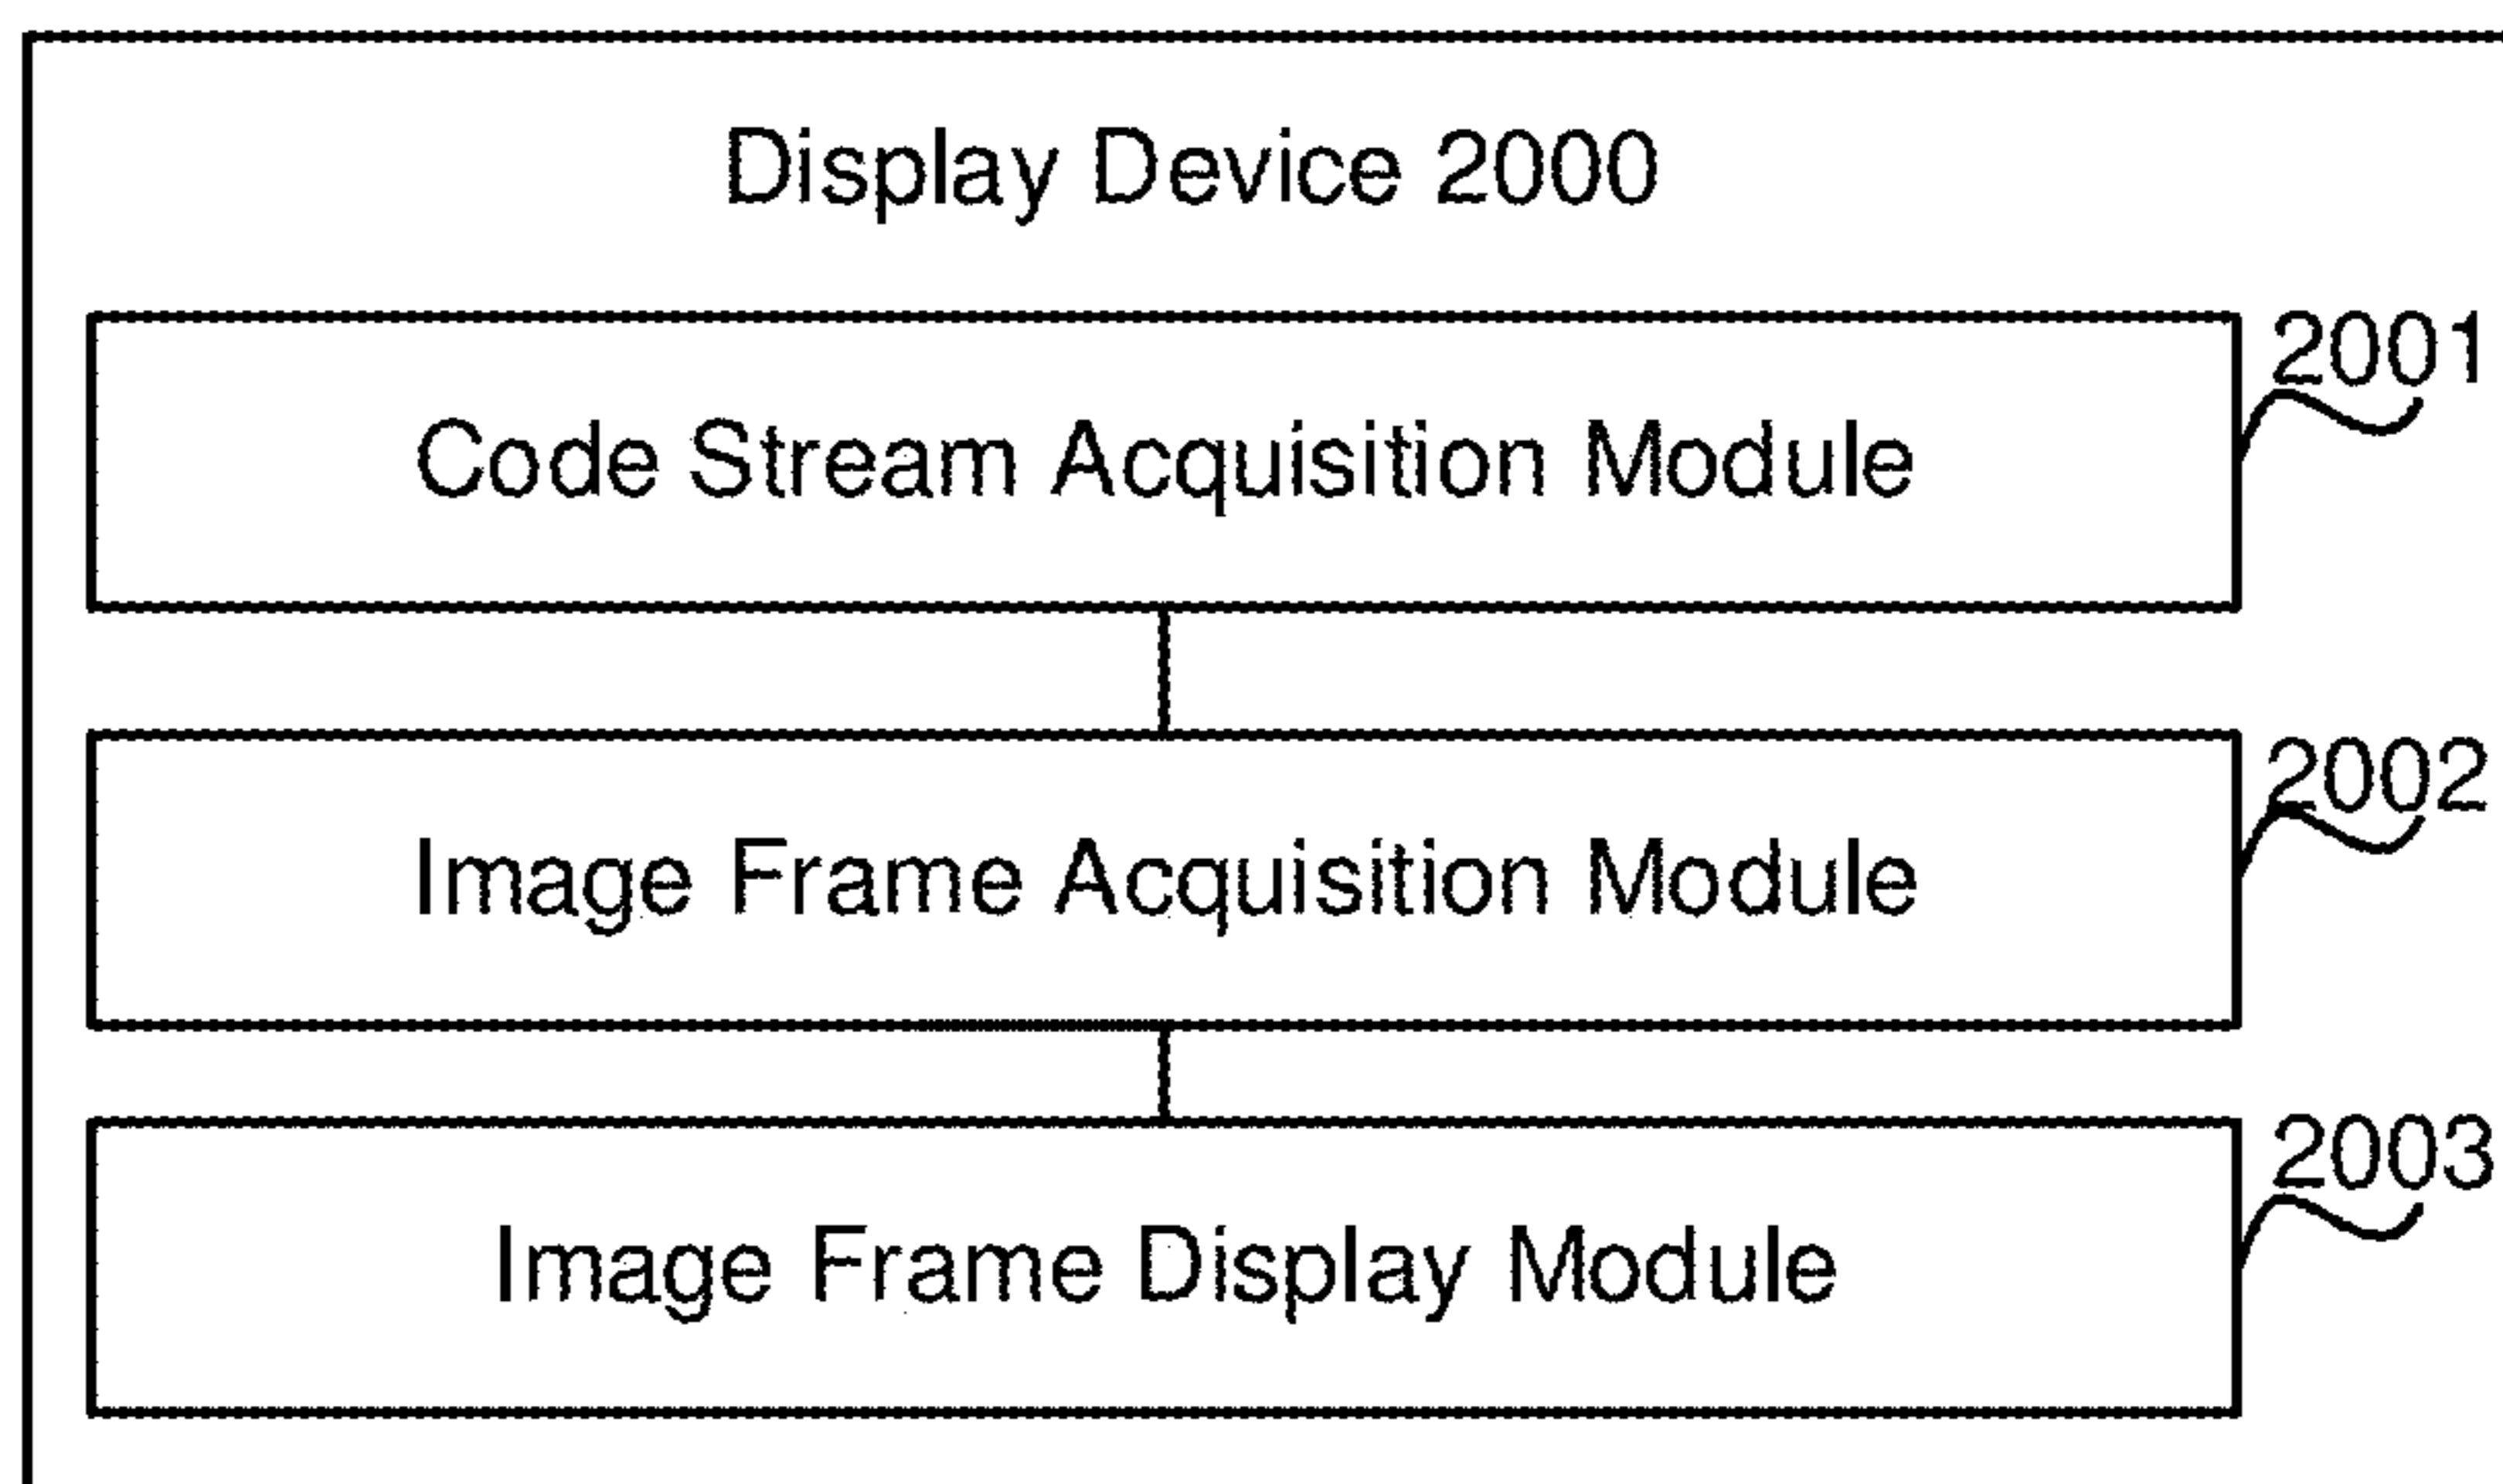 Display Device 2000
2001
Code Stream Acquisition Module
2002
Image Frame Acquisition Module
2003
Image Frame Display Module